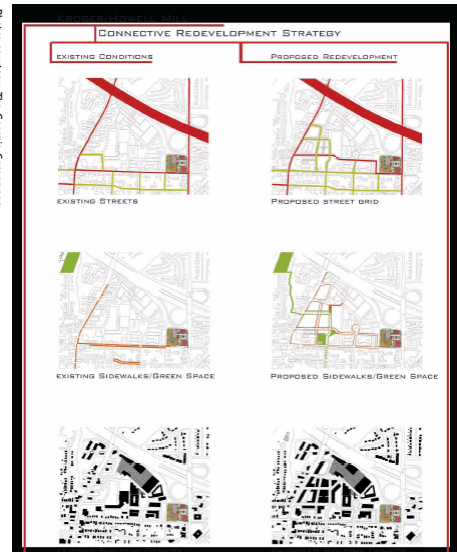 KROGER/HOWELL MILL
CONNECTIVE REDEVELOPMENT STRATEGY
EXISTING CONDITIONS
PROPOSED REDEVELOPMENT
EXISTING STREETS
PROPOSED STREET GRID
EXISTING SIDEWALKS/GREEN SPACE
PROPOSED SIDEWALKS/GREEN SPACE